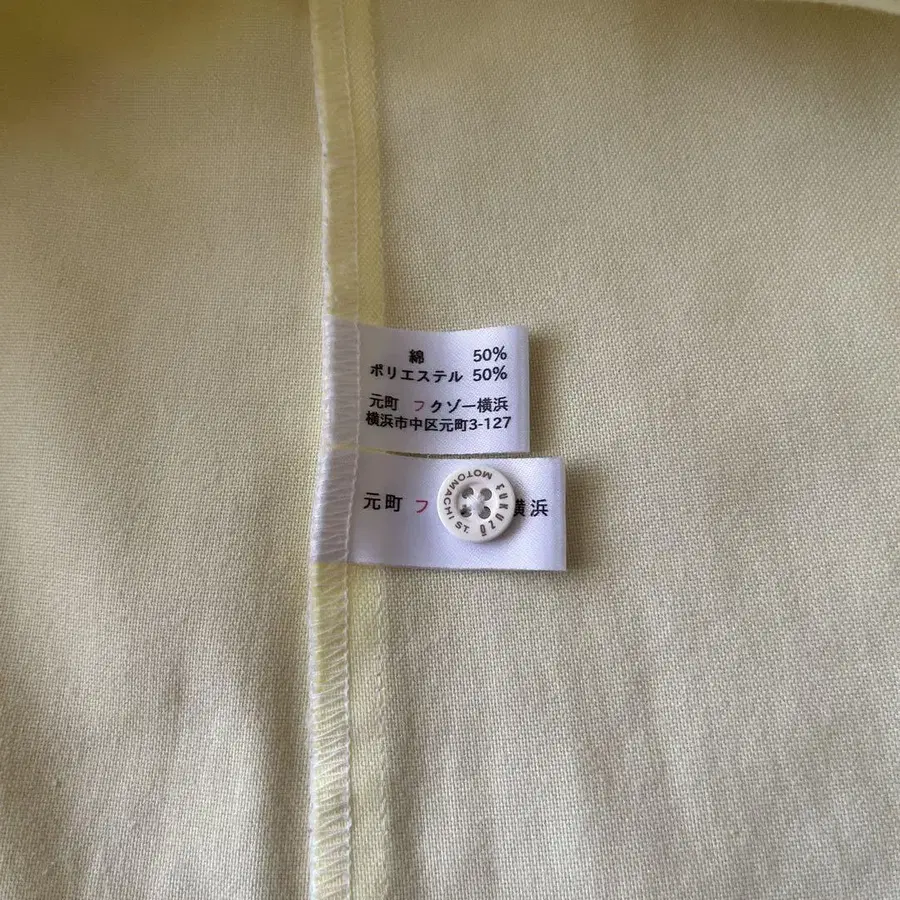 綿 50%
ポリエステル 50%
元町 フクゾー横浜
横浜市中区元町3-127
元町 フ 横浜
FUKUZO
MOTOMACHI ST.